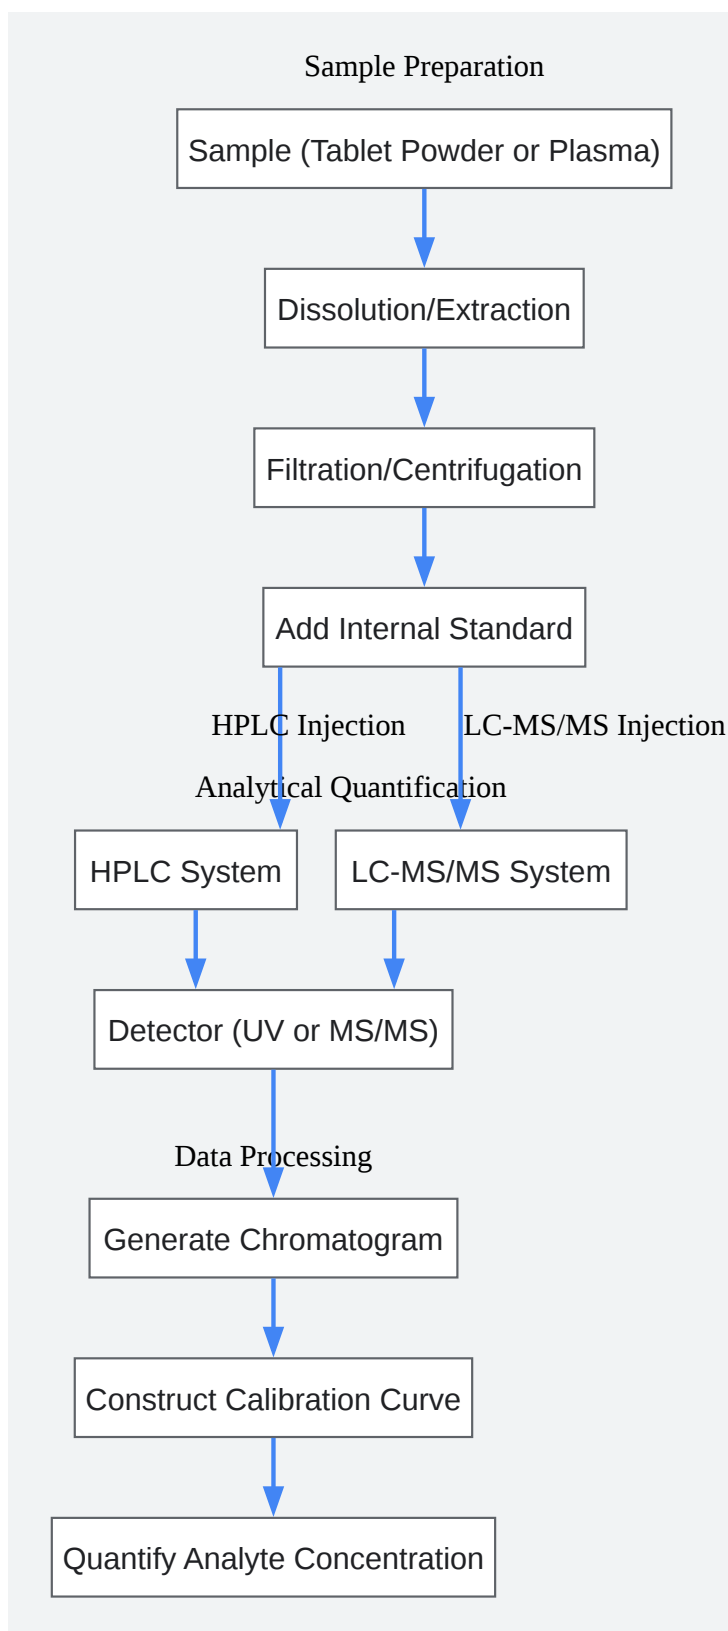 Sample Preparation
Sample (Tablet Powder or Plasma)
Dissolution/Extraction
Filtration/Centrifugation
Add Internal Standard
HPLC Injection
LC-MS/MS Injection
Analytical Quantification
HPLC System
LC-MS/MS System
Detector (UV or MS/MS)
Data Processing
Generate Chromatogram
Construct Calibration Curve
Quantify Analyte Concentration